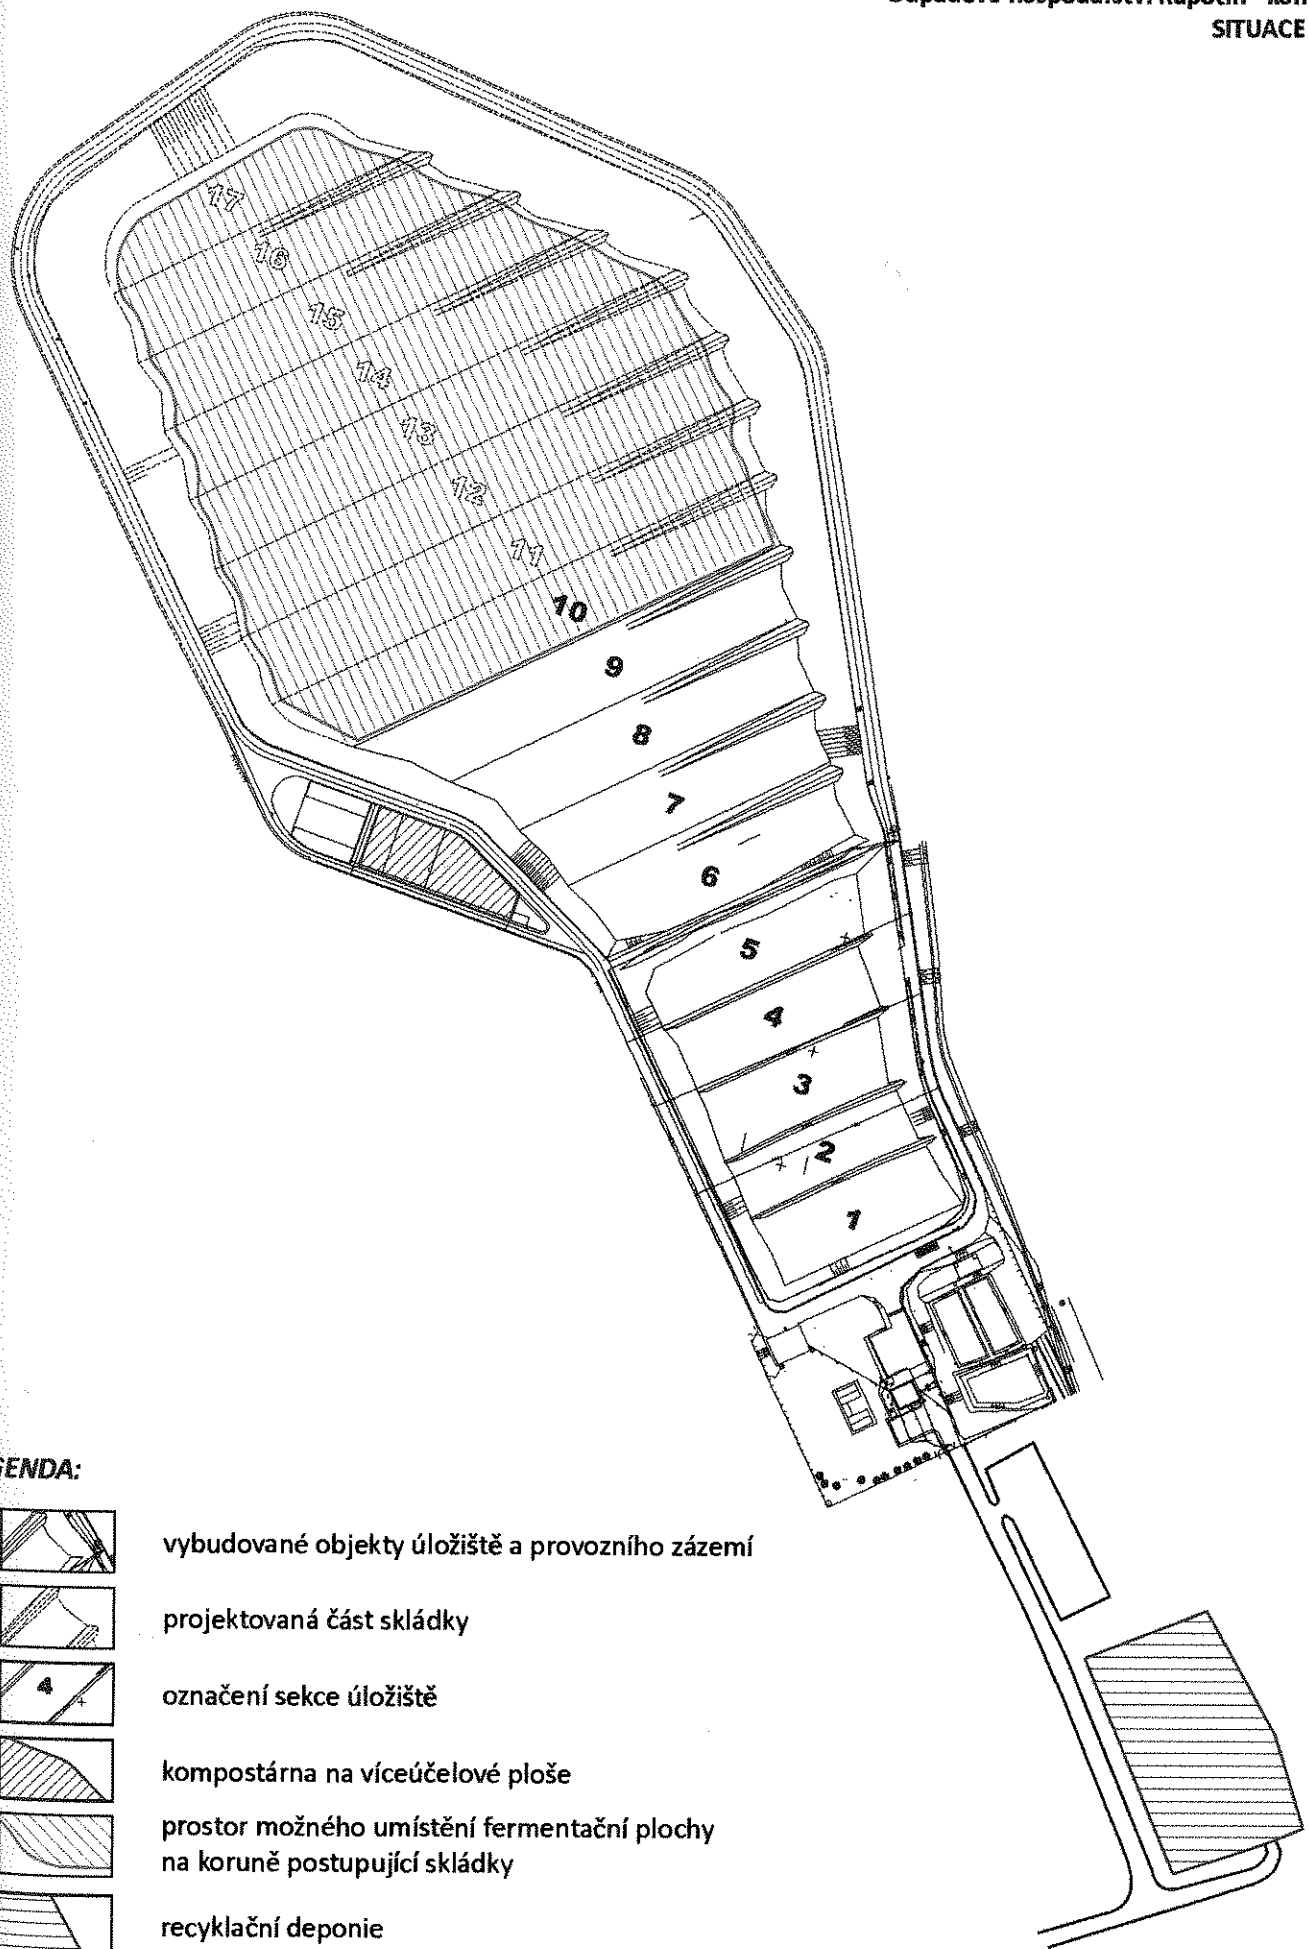 SITUACE
17
16
15
14
13
12
11
10
9
8
7
6
5
4
3
2
1
GENDA:
vybudované objekty úložiště a provozního zázemí
projektovaná část skládky
4
označení sekce úložiště
kompostárna na víceúčelové ploše
prostor možného umístění fermentační plochy
na koruně postupující skládky
recyklační deponie